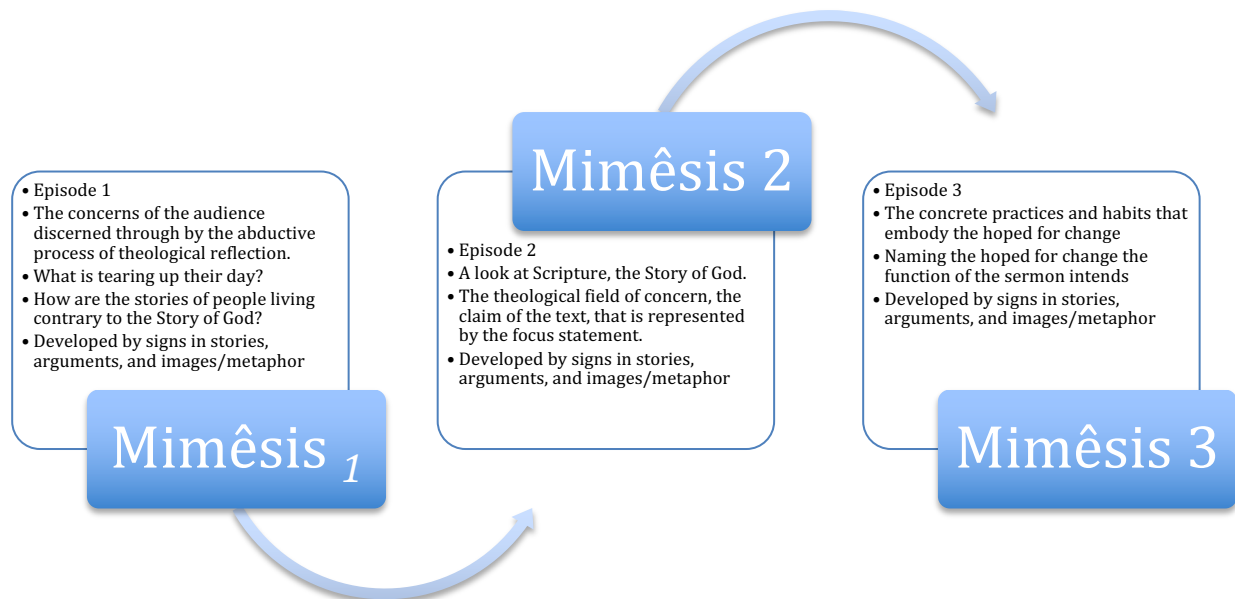 • Episode 1
• The concerns of the audience
discerned through by the abductive
process of theological reflection.
• What is tearing up their day?
• How are the stories of people living
contrary to the Story of God?
• Developed by signs in stories,
arguments, and images/metaphor
Mimêsis 1
Mimêsis 2
• Episode 2
• A look at Scripture, the Story of God.
• The theological field of concern, the
claim of the text, that is represented
by the focus statement.
• Developed by signs in stories,
arguments, and images/metaphor
• Episode 3
• The concrete practices and habits that
embody the hoped for change
• Naming the hoped for change the
function of the sermon intends
• Developed by signs in stories,
arguments, and images/metaphor
Mimêsis 3